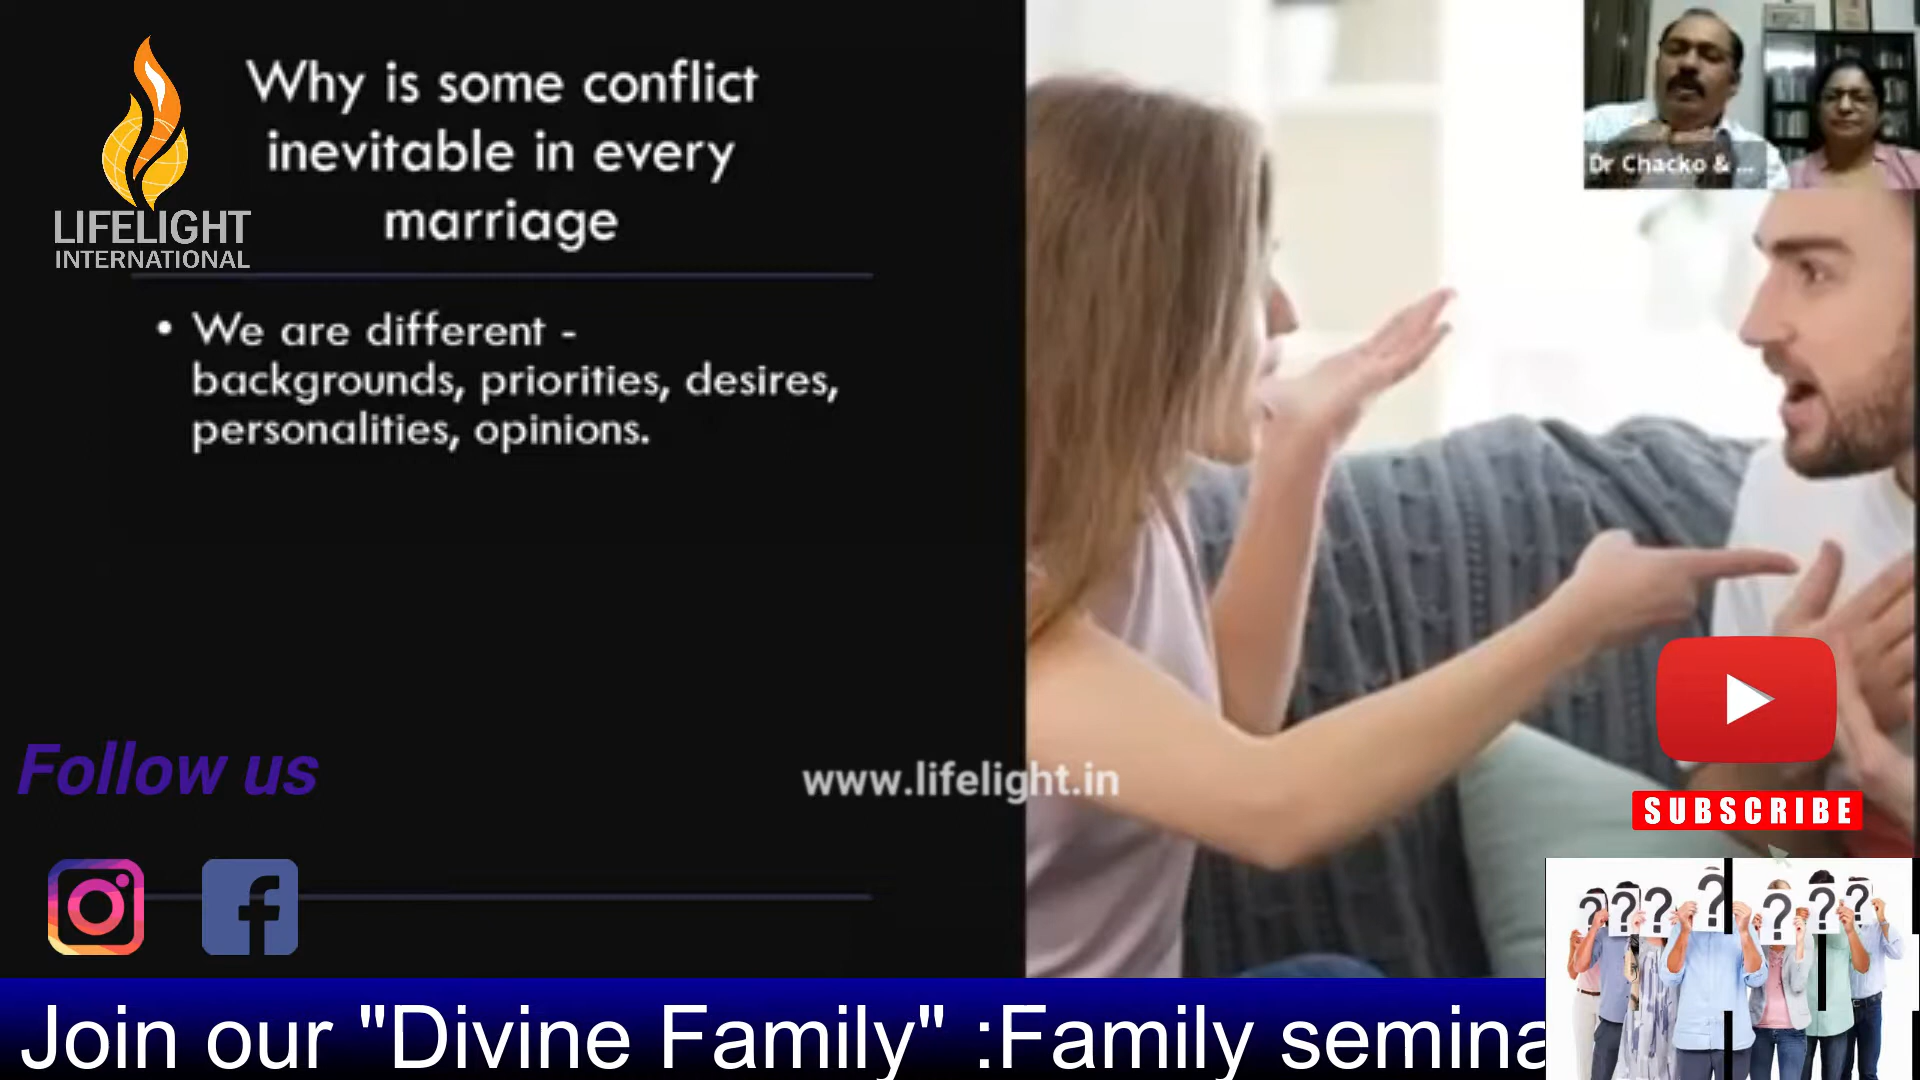 LIFELIGHT
INTERNATIONAL
Why is some conflict
inevitable in every
marriage
• We are different -
backgrounds, priorities, desires,
personalities, opinions.
Dr Chacko & ...
Follow us
www.lifelight.in
SUBSCRIBE
? ? ? ? ? ? ?
Join our "Divine Family" :Family semina